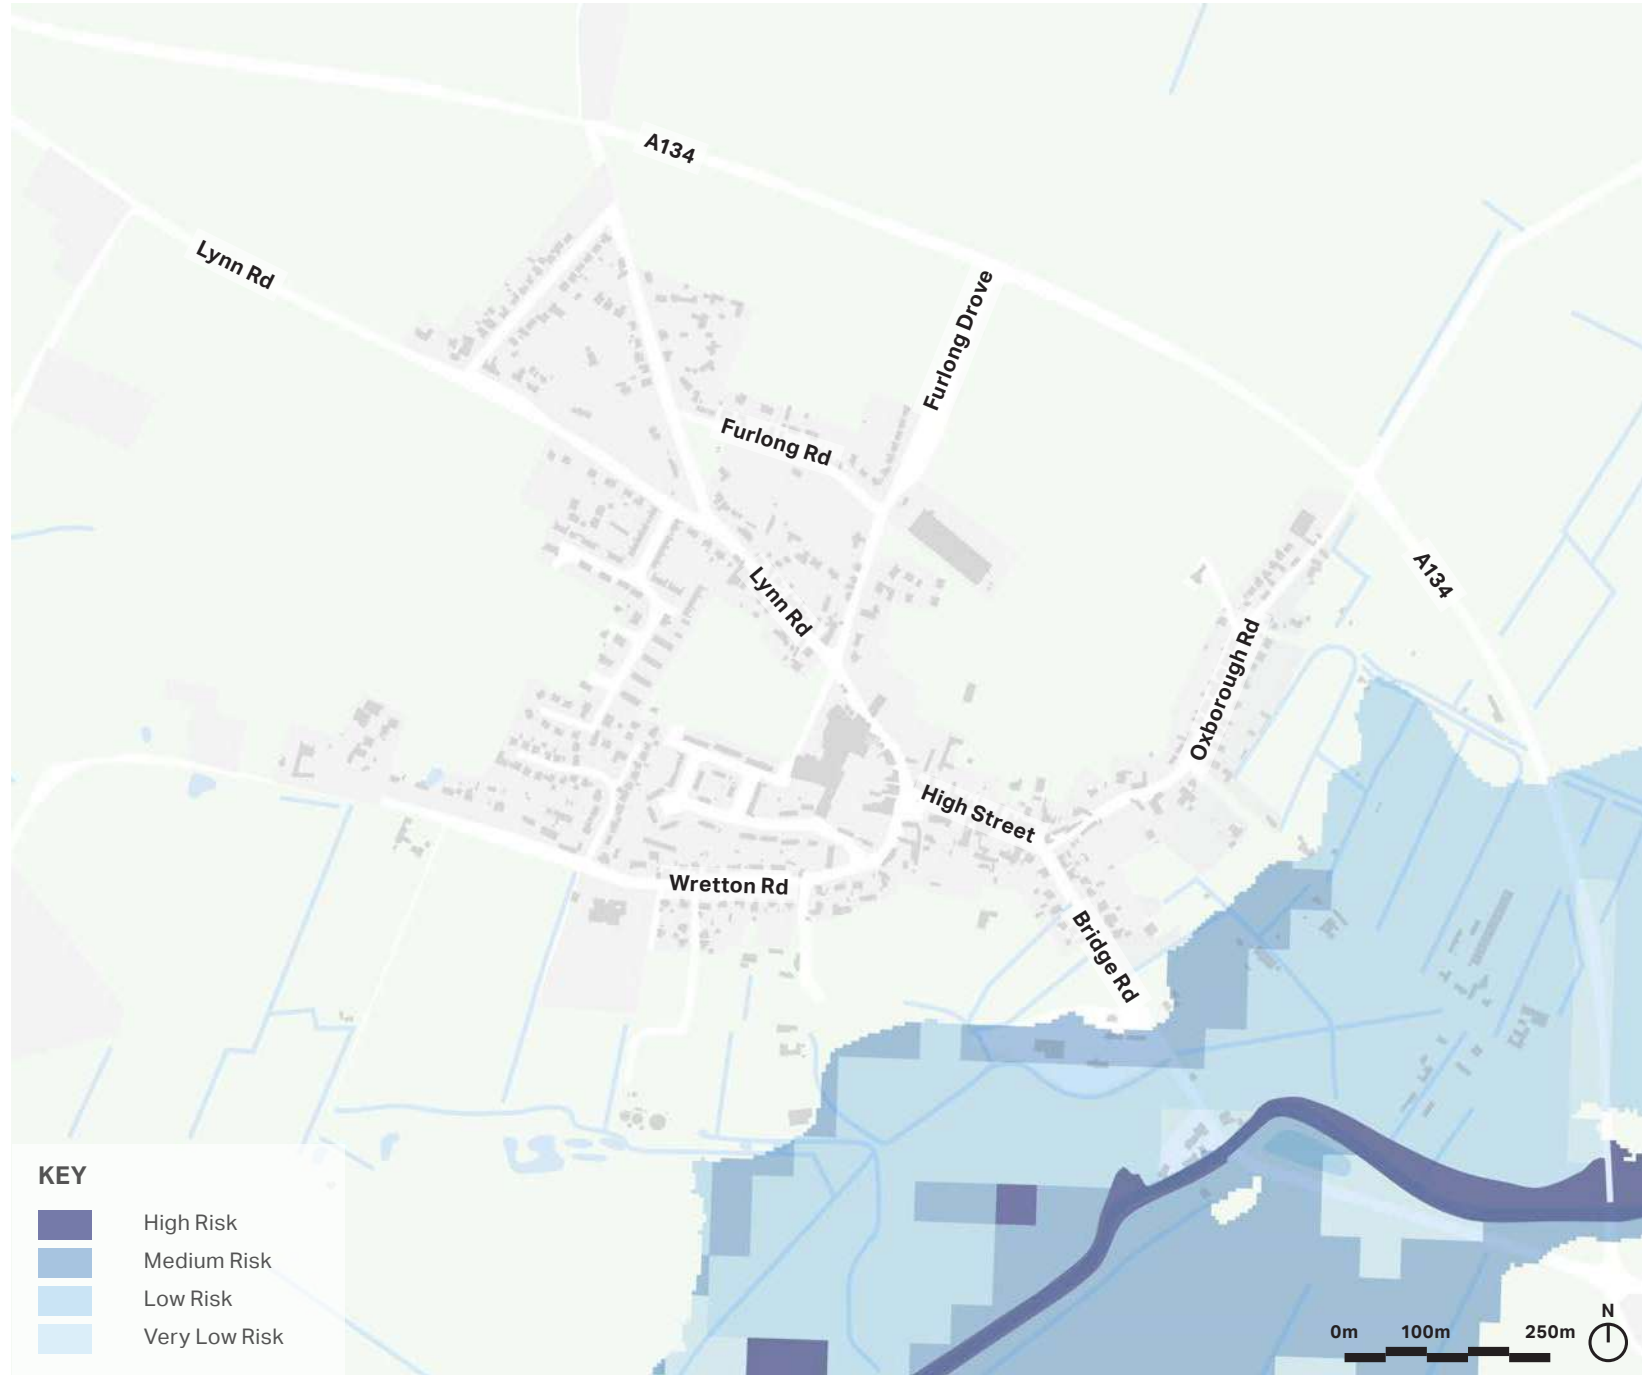 A134
Lynn Rd
Furlong Drove
Furlong Rd
A134
Lynn Rd
Oxborough Rd
High Street
Wretton Rd
Bridge Rd
KEY
High Risk
Medium Risk
Low Risk
Very Low Risk
N
0m 100m 250m